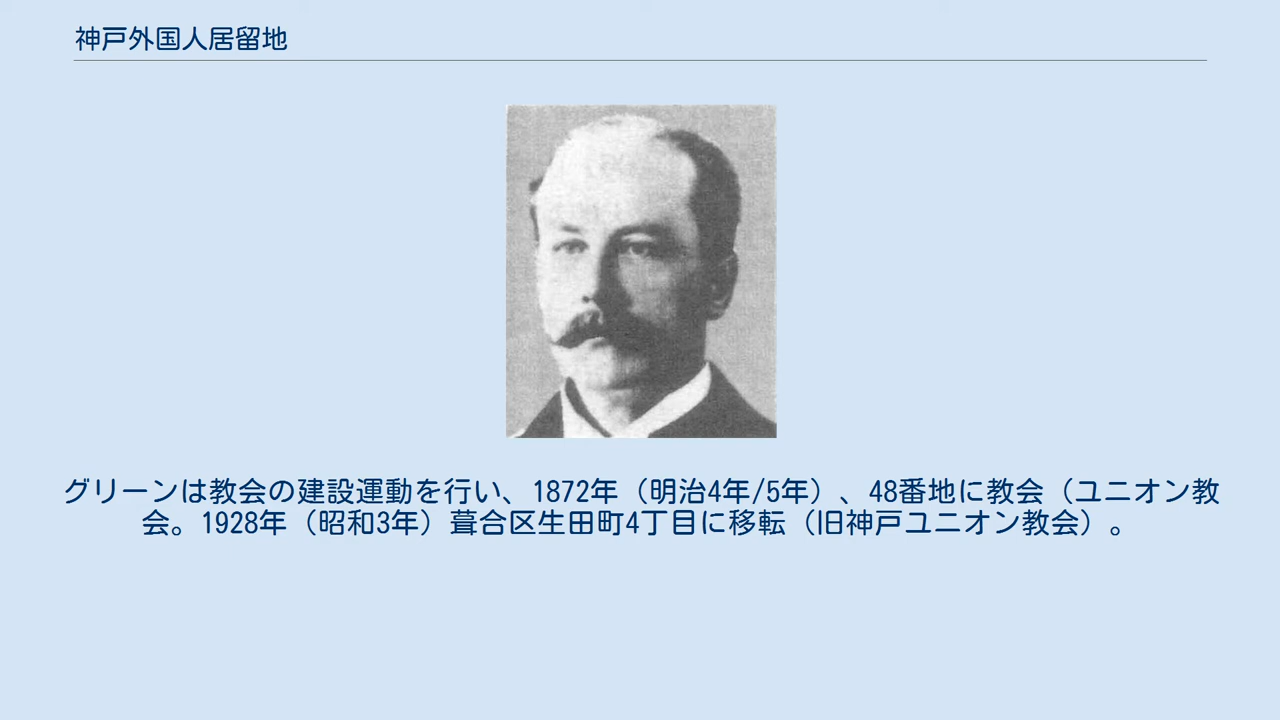 神戸外国人居留地
グリーンは教会の建設運動を行い、1872年（明治4年/5年）、48番地に教会（ユニオン教
会。1928年（昭和3年）葺合区生田町4丁目に移転（旧神戸ユニオン教会）。